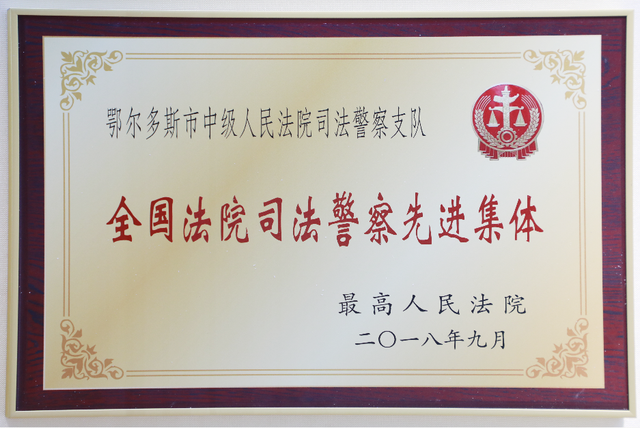 鄂尔多斯市中级人民法院司法警察支队
全国法院司法警察先进集体
最高人民法院
二〇一八年九月